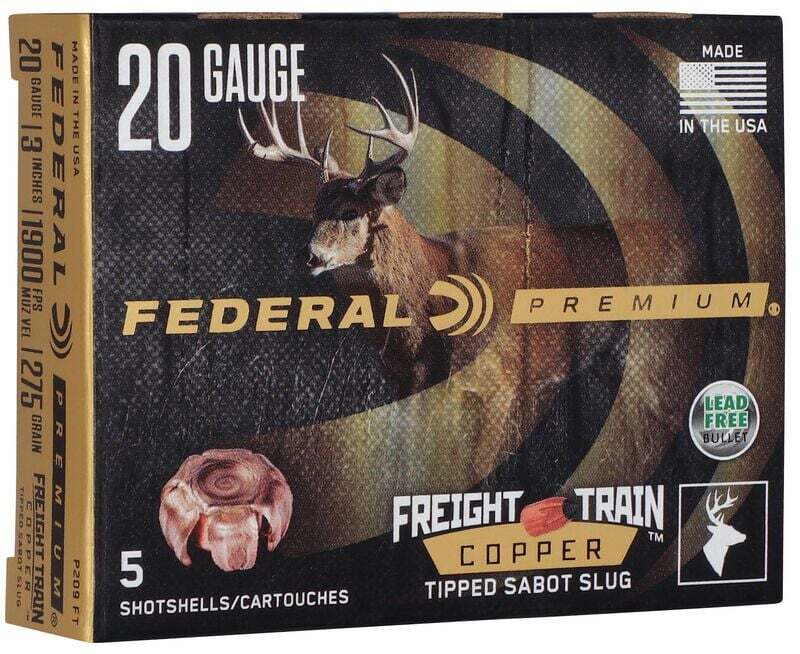 20 GAUGE
MADE
IN THE USA
FEDERAL PREMIUM
LEAD
FREE
BULLET
FREIGHT TRAIN™
COPPER
TIPPED SABOT SLUG
5
SHOTSHELLS/CARTOUCHES
MADE IN THE USA
FEDERAL PREMIUM®
P209 FT
20 GAUGE | 3 INCHES | 1900 FPS MUZ VEL | 275 GRAIN
FREIGHT TRAIN
COPPER
TIPPED SABOT SLUG